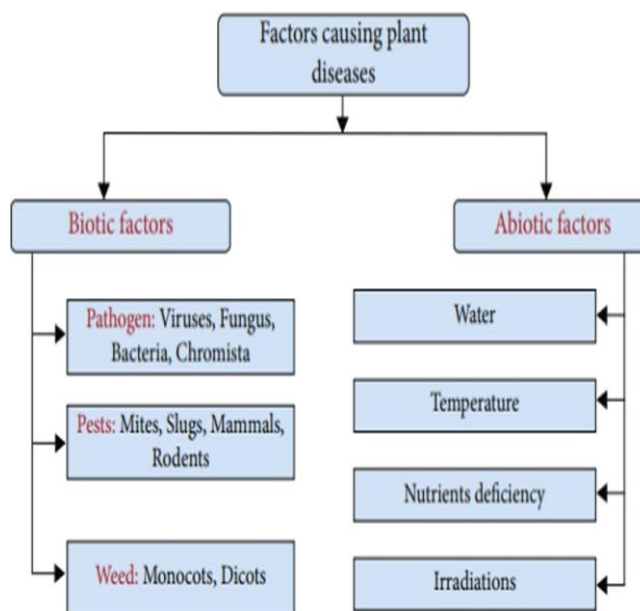 Factors causing plant
diseases
Biotic factors
Abiotic factors
Pathogen: Viruses, Fungus,
Bacteria, Chromista
Pests: Mites, Slugs, Mammals,
Rodents
Weed: Monocots, Dicots
Water
Temperature
Nutrients deficiency
Irradiations